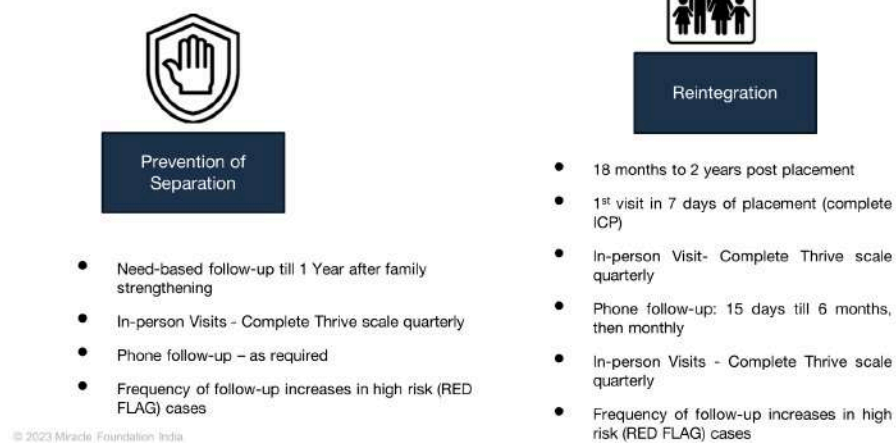 Prevention of
Separation
• Need-based follow-up till 1 Year after family
strengthening
• In-person Visits - Complete Thrive scale quarterly
• Phone follow-up – as required
• Frequency of follow-up increases in high risk (RED
FLAG) cases
© 2023 Miracle Foundation India
Reintegration
• 18 months to 2 years post placement
• 1st visit in 7 days of placement (complete
ICP)
• In-person Visit- Complete Thrive scale
quarterly
• Phone follow-up: 15 days till 6 months,
then monthly
• In-person Visits - Complete Thrive scale
quarterly
• Frequency of follow-up increases in high
risk (RED FLAG) cases